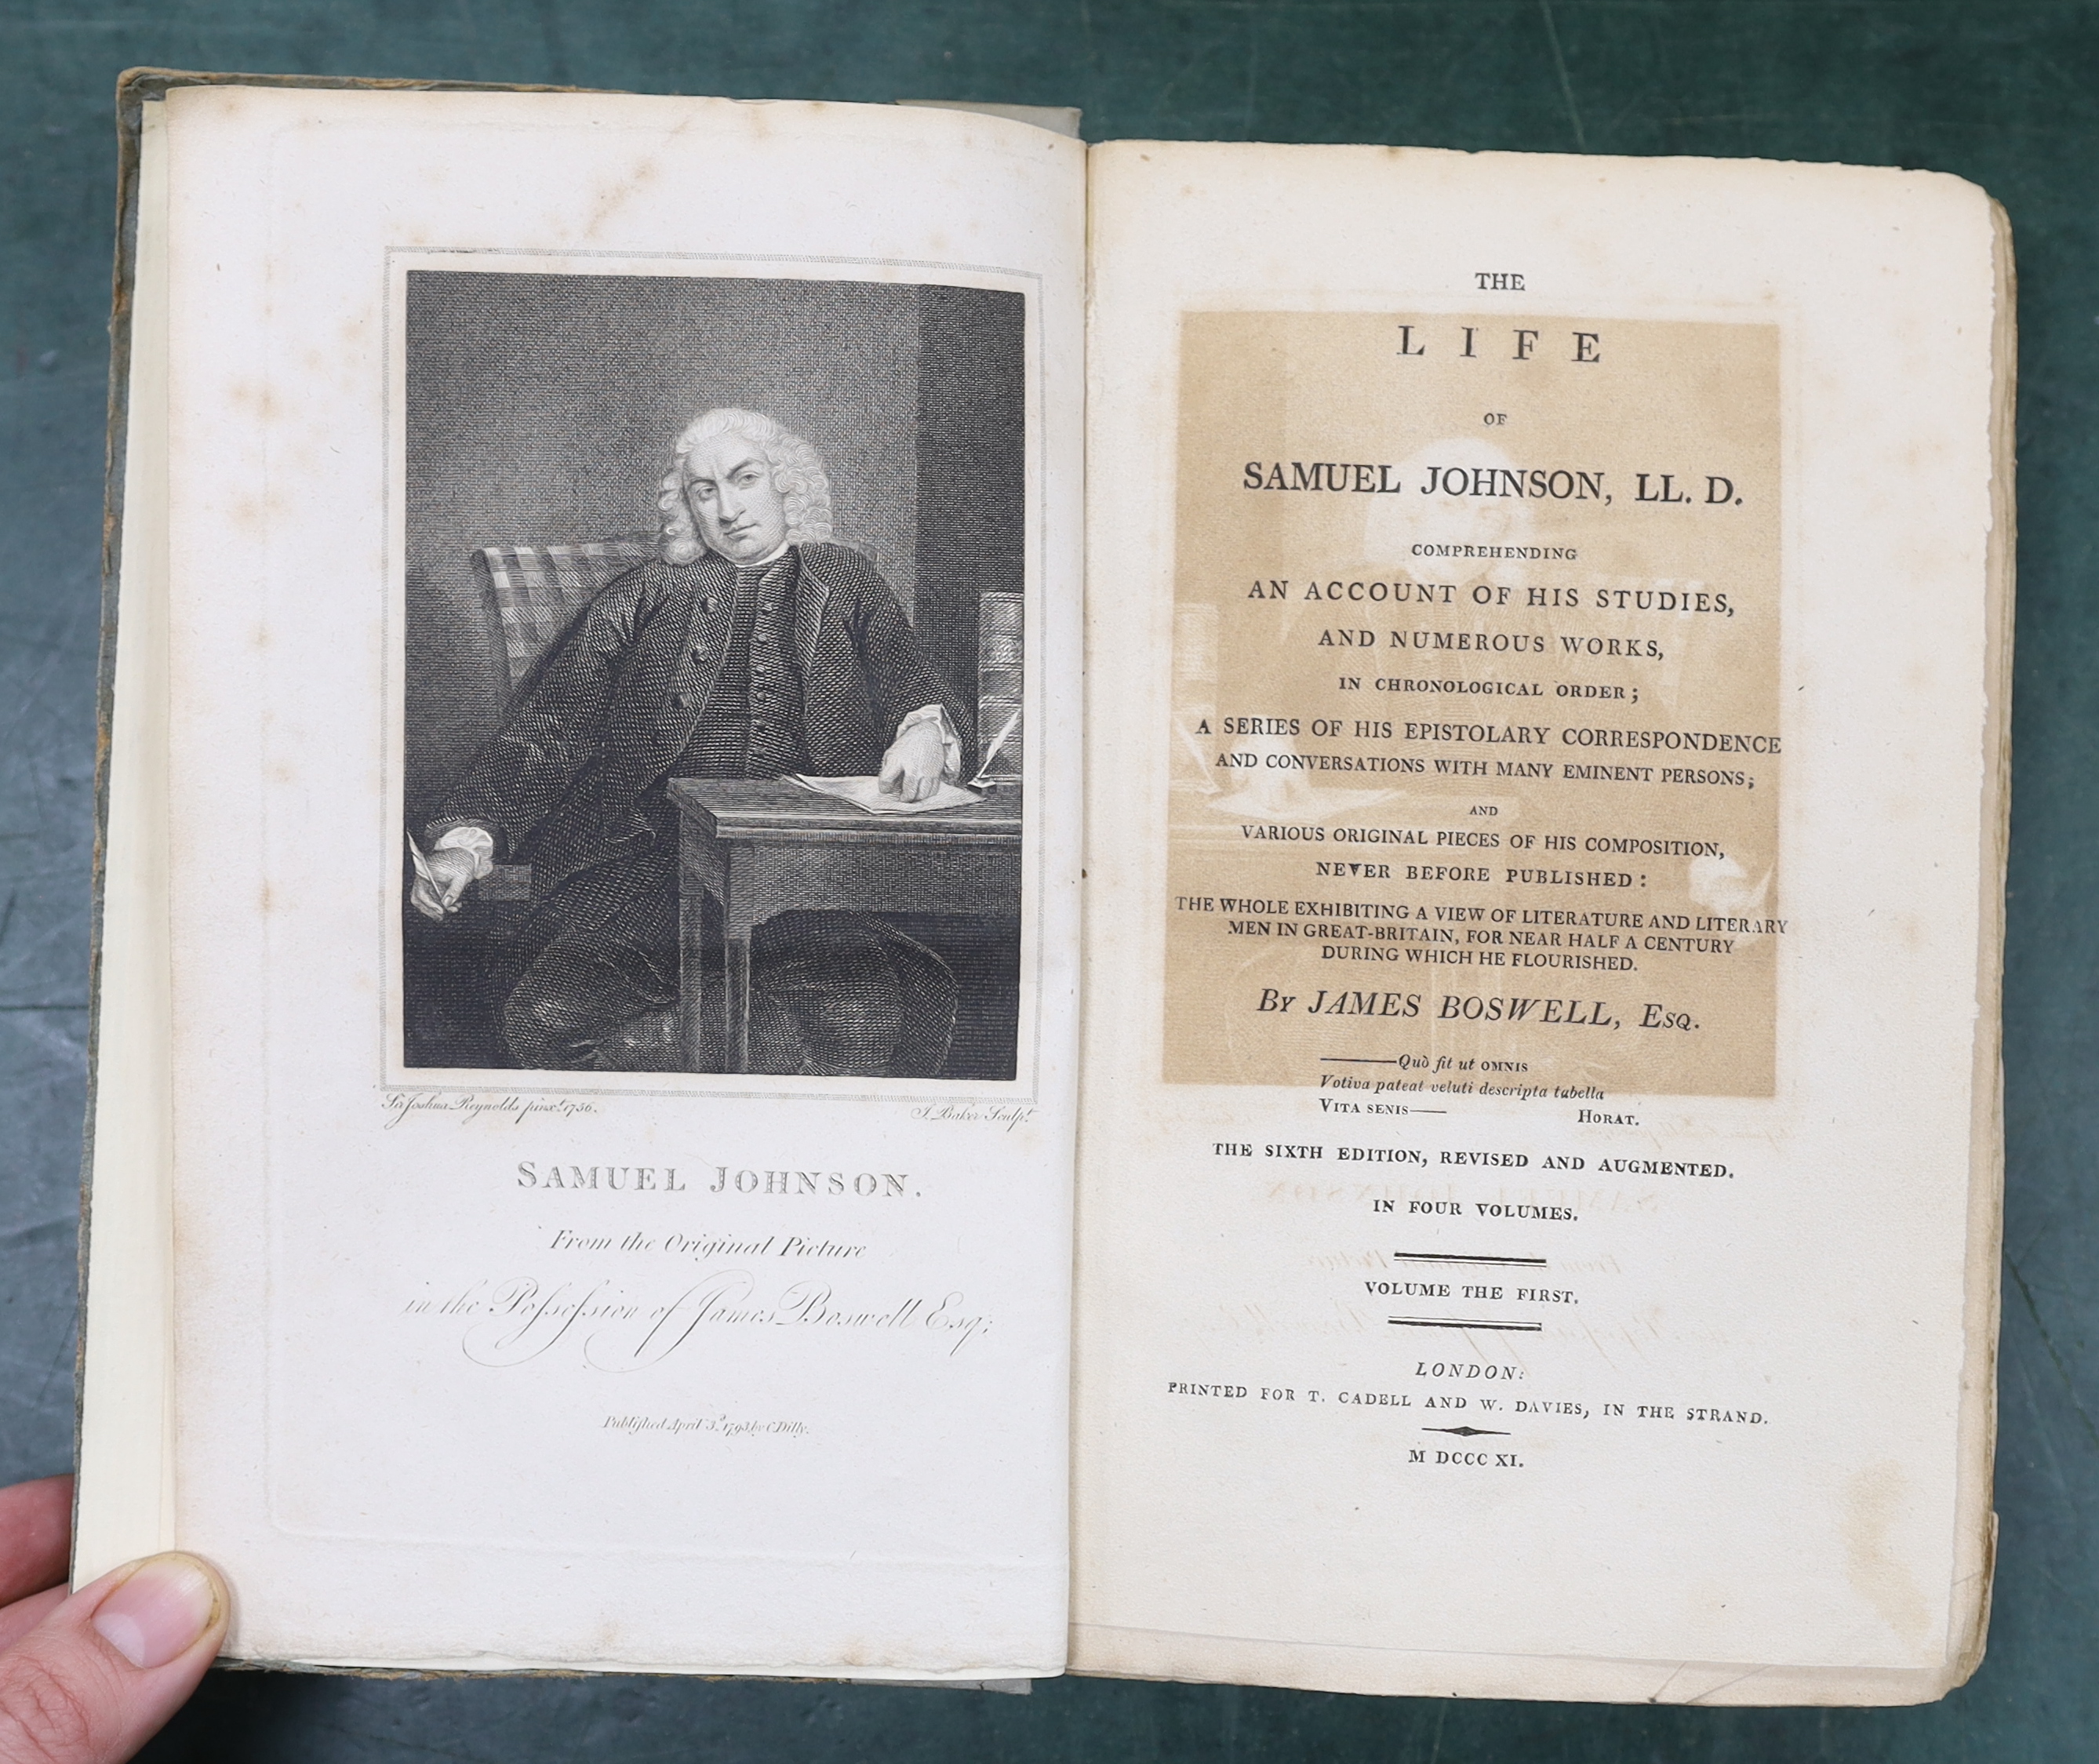 Sir Joshua Reynolds pinx.t 1756.
J. Baker Sculp.t
SAMUEL JOHNSON.
From the Original Picture
in the Possession of James Boswell Esq;
Published April 3.d 1793 by C. Dilly.
THE
LIFE
OF
SAMUEL JOHNSON, LL. D.
COMPREHENDING
AN ACCOUNT OF HIS STUDIES,
AND NUMEROUS WORKS,
IN CHRONOLOGICAL ORDER;
A SERIES OF HIS EPISTOLARY CORRESPONDENCE
AND CONVERSATIONS WITH MANY EMINENT PERSONS;
AND
VARIOUS ORIGINAL PIECES OF HIS COMPOSITION,
NEVER BEFORE PUBLISHED:
THE WHOLE EXHIBITING A VIEW OF LITERATURE AND LITERARY
MEN IN GREAT-BRITAIN, FOR NEAR HALF A CENTURY
DURING WHICH HE FLOURISHED.
BY JAMES BOSWELL, ESQ.
———Quò fit ut OMNIS
Votiva pateat veluti descripta tabella
VITA SENIS—— HORAT.
THE SIXTH EDITION, REVISED AND AUGMENTED.
IN FOUR VOLUMES.
VOLUME THE FIRST.
LONDON:
PRINTED FOR T. CADELL AND W. DAVIES, IN THE STRAND.
M DCCC XI.